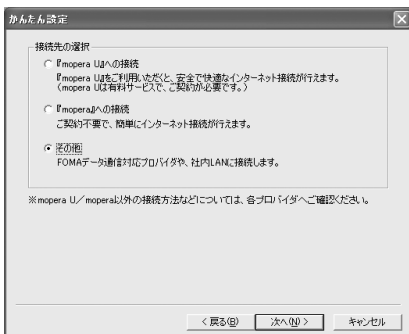 かんたん設定
接続先の選択
『mopera U』への接続
『mopera U』をご利用いただくと、安全で快適なインターネット接続が行えます。
(mopera Uは有料サービスで、ご契約が必要です。)
『mopera』への接続
ご契約不要で、簡単にインターネット接続が行えます。
その他
FOMAデータ通信対応プロバイダや、社内LANに接続します。
※mopera U/mopera以外の接続方法などについては、各プロバイダへご確認ください。
< 戻る(B)
次へ(N) >
キャンセル